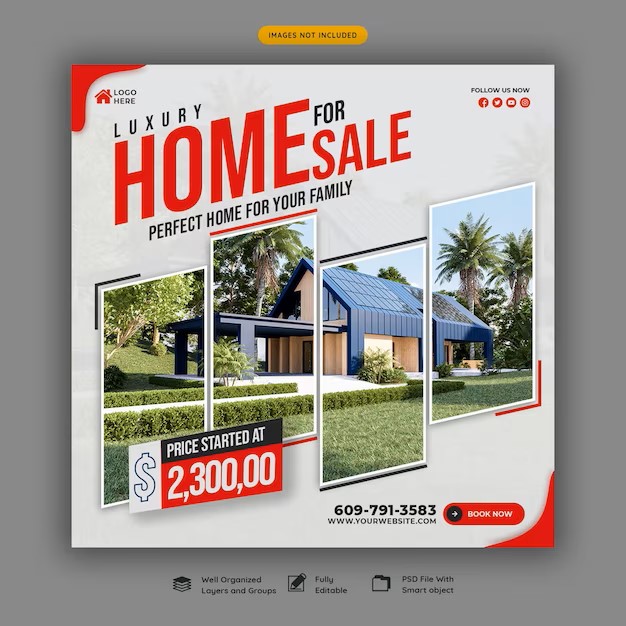 IMAGES NOT INCLUDED
LOGO
HERE
FOLLOW US NOW
LUXURY
HOME FOR SALE
PERFECT HOME FOR YOUR FAMILY
PRICE STARTED AT
$ 2,300,00
609-791-3583
WWW.YOURWEBSITE.COM
BOOK NOW
Well Organized
Layers and Groups
Fully
Editable
PSD File With
Smart object